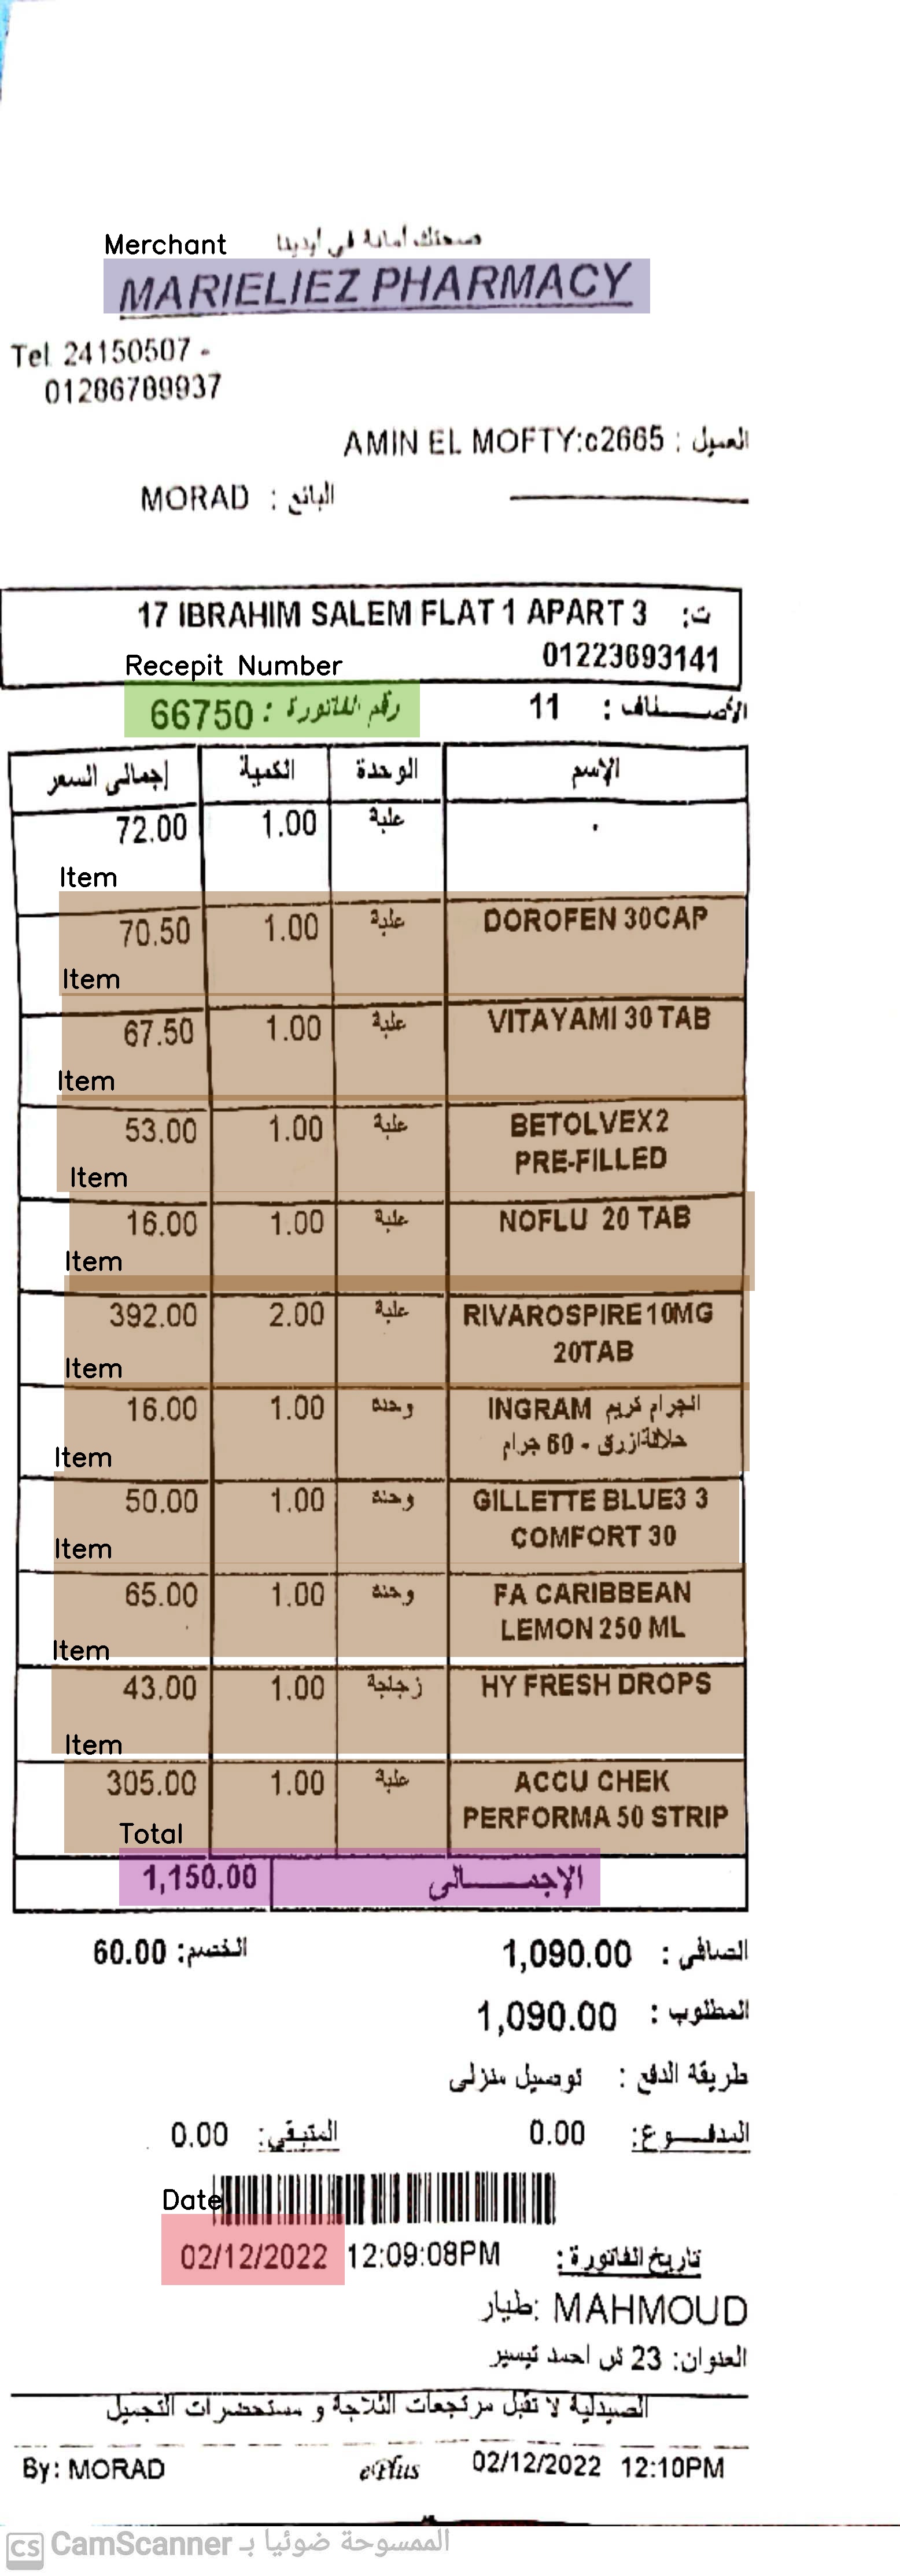 صحتك أمانة في أيدينا
Merchant
MARIELIEZ PHARMACY
Tel 24150507 -
01286789937
العميل : AMIN EL MOFTY:c2665
البائع : MORAD
ت: 17 IBRAHIM SALEM FLAT 1 APART 3
01223693141
Recepit Number
الأصـــناف : 11 رقم الفاتورة : 66750
الإسم الوحدة الكمية إجمالى السعر
. علبة 1.00 72.00
Item
DOROFEN 30CAP علبة 1.00 70.50
Item
VITAYAMI 30 TAB علبة 1.00 67.50
Item
BETOLVEX2 علبة 1.00 53.00
PRE-FILLED
Item
NOFLU 20 TAB علبة 1.00 16.00
Item
RIVAROSPIRE10MG علبة 2.00 392.00
20TAB
Item
INGRAM انجرام كريم وحدة 1.00 16.00
حلاقةازرق - 60 جرام
Item
GILLETTE BLUE3 3 وحدة 1.00 50.00
COMFORT 30
Item
FA CARIBBEAN وحدة 1.00 65.00
LEMON 250 ML
Item
HY FRESH DROPS زجاجة 1.00 43.00
Item
ACCU CHEK علبة 1.00 305.00
PERFORMA 50 STRIP
Total
الإجمـــــالى 1,150.00
الصافي : 1,090.00 الخصم: 60.00
المطلوب : 1,090.00
طريقة الدفع : توصيل منزلى
المدفـــوع: 0.00 المتبقي: 0.00
Date
تاريخ الفاتورة : 02/12/2022 12:09:08PM
طيار: MAHMOUD
العنوان: 23 ش احمد تيسير
الصيدلية لا تقبل مرتجعات الثلاجة و مستحضرات التجميل
By: MORAD ePlus 02/12/2022 12:10PM
CS CamScanner الممسوحة ضوئيا بـ